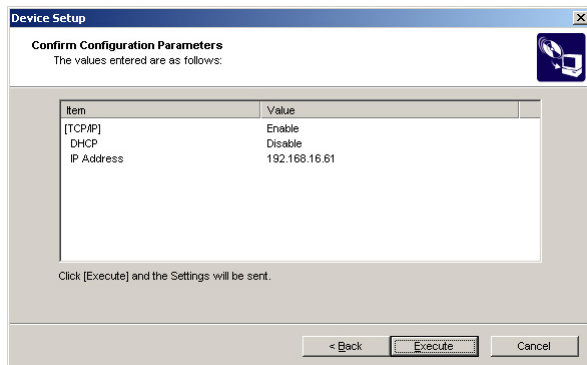 Device Setup
Confirm Configuration Parameters
The values entered are as follows:
Item Value
[TCP/IP] Enable
DHCP Disable
IP Address 192.168.16.61
Click [Execute] and the Settings will be sent.
< Back Execute Cancel